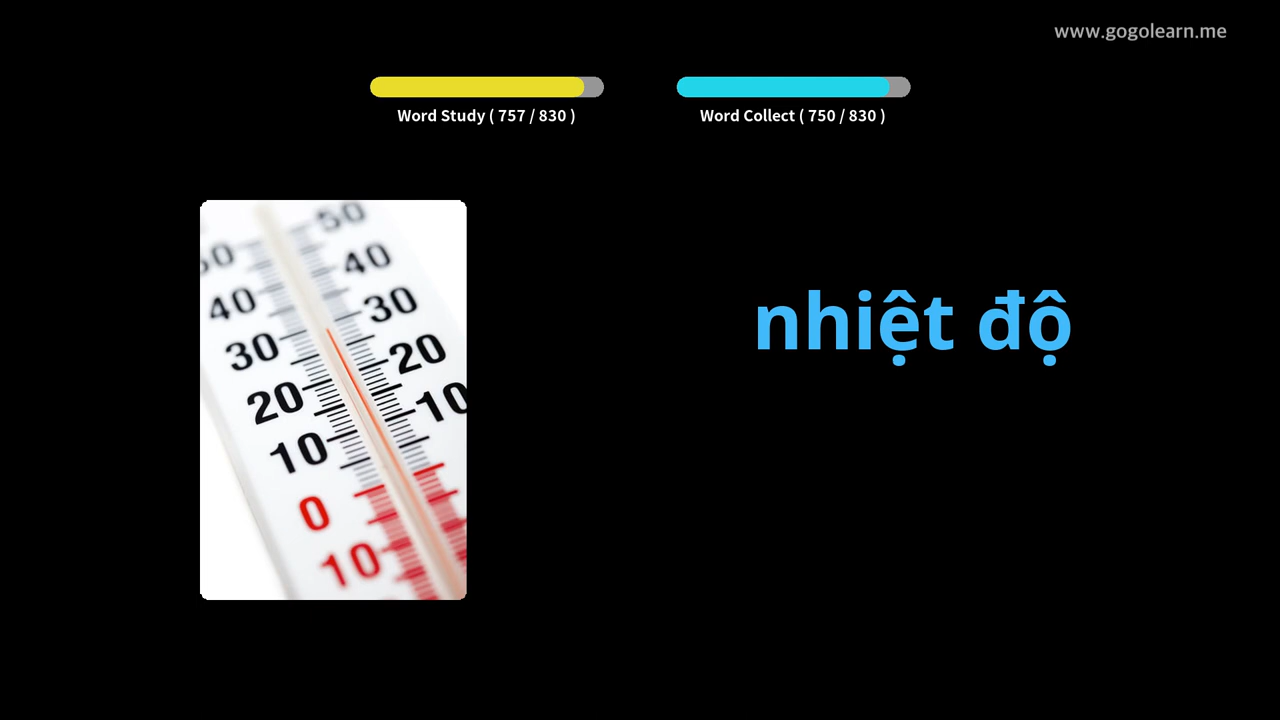 www.gogolearn.me
Word Study ( 757 / 830 )
Word Collect ( 750 / 830 )
50
50 40
40 30
30 20
20 10
10
0
10
nhiệt độ